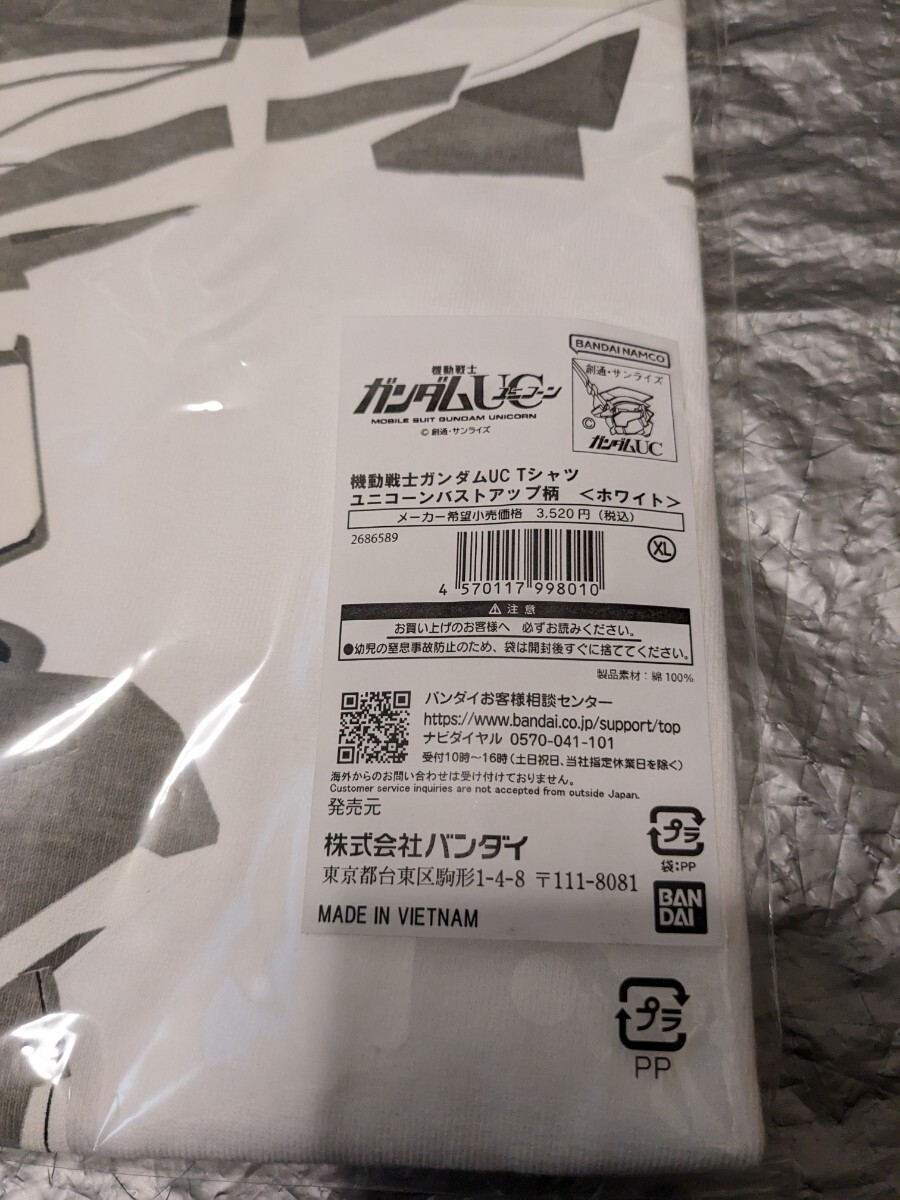 BANDAI NAMCO
創通・サンライズ
©
ガンダムUC
機動戦士
ガンダムUC ユニコーン
MOBILE SUIT GUNDAM UNICORN
© 創通・サンライズ
機動戦士ガンダムUC Tシャツ
ユニコーンバストアップ柄 <ホワイト>
メーカー希望小売価格 3,520円(税込)
2686589
XL
4 570117 998010
⚠注意
お買い上げのお客様へ 必ずお読みください。
●幼児の窒息事故防止のため、袋は開封後すぐに捨ててください。
製品素材:綿100%
バンダイお客様相談センター
https://www.bandai.co.jp/support/top
ナビダイヤル 0570-041-101
受付10時~16時(土日祝日、当社指定休業日を除く)
海外からのお問い合わせは受け付けておりません。
Customer service inquiries are not accepted from outside Japan.
発売元
株式会社バンダイ
東京都台東区駒形1-4-8 〒111-8081
MADE IN VIETNAM
プラ
袋:PP
BAN
DAI
プラ
PP